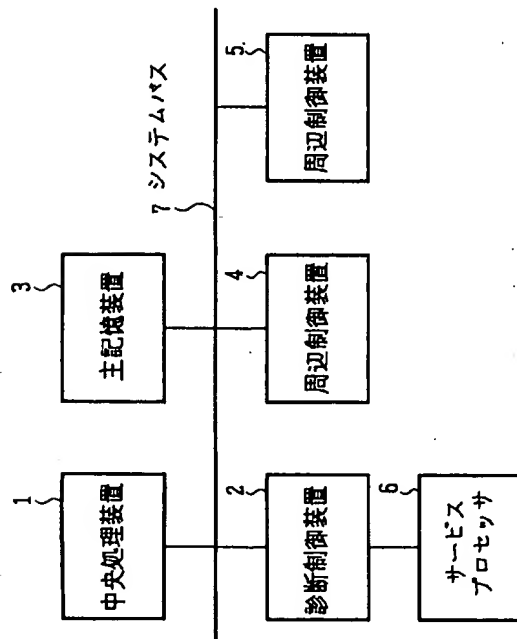 1
中央処理装置
3
主記憶装置
7 システムバス
2
診断制御装置
4
周辺制御装置
5
周辺制御装置
6
サービス
プロセッサ